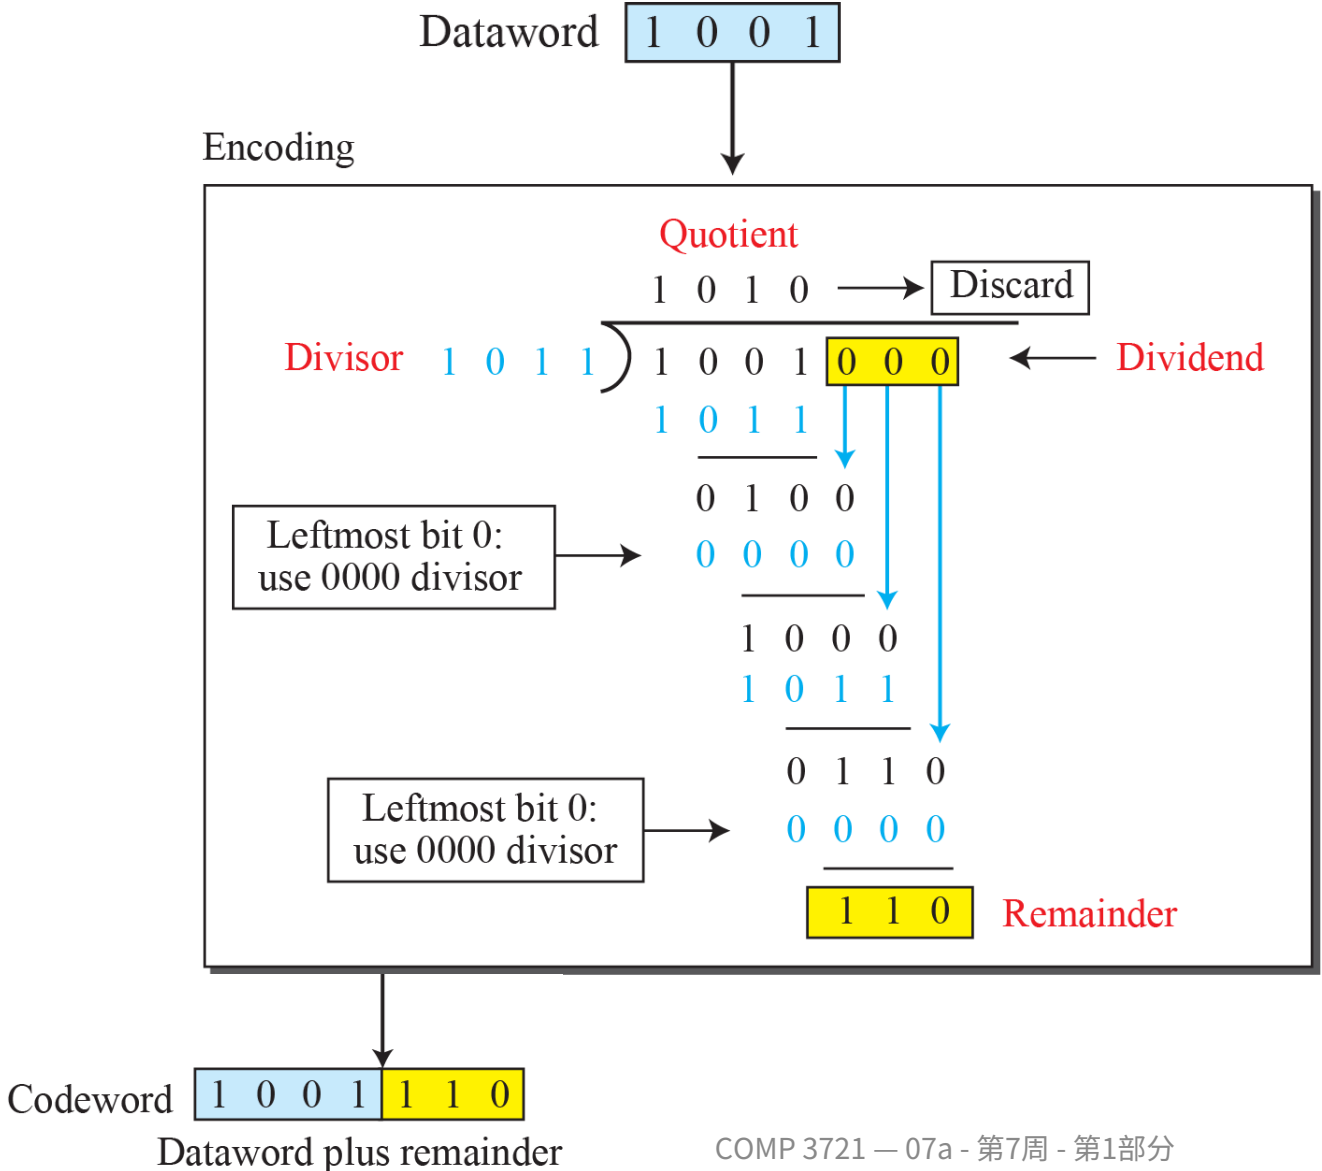 Dataword 1 0 0 1
Encoding
Quotient
1 0 1 0 Discard
Divisor 1 0 1 1 1 0 0 1 0 0 0 Dividend
1 0 1 1
0 1 0 0
Leftmost bit 0:
use 0000 divisor
0 0 0 0
1 0 0 0
1 0 1 1
0 1 1 0
Leftmost bit 0:
use 0000 divisor
0 0 0 0
1 1 0 Remainder
Codeword 1 0 0 1 1 1 0
Dataword plus remainder
COMP 3721 — 07a - 第7周 - 第1部分